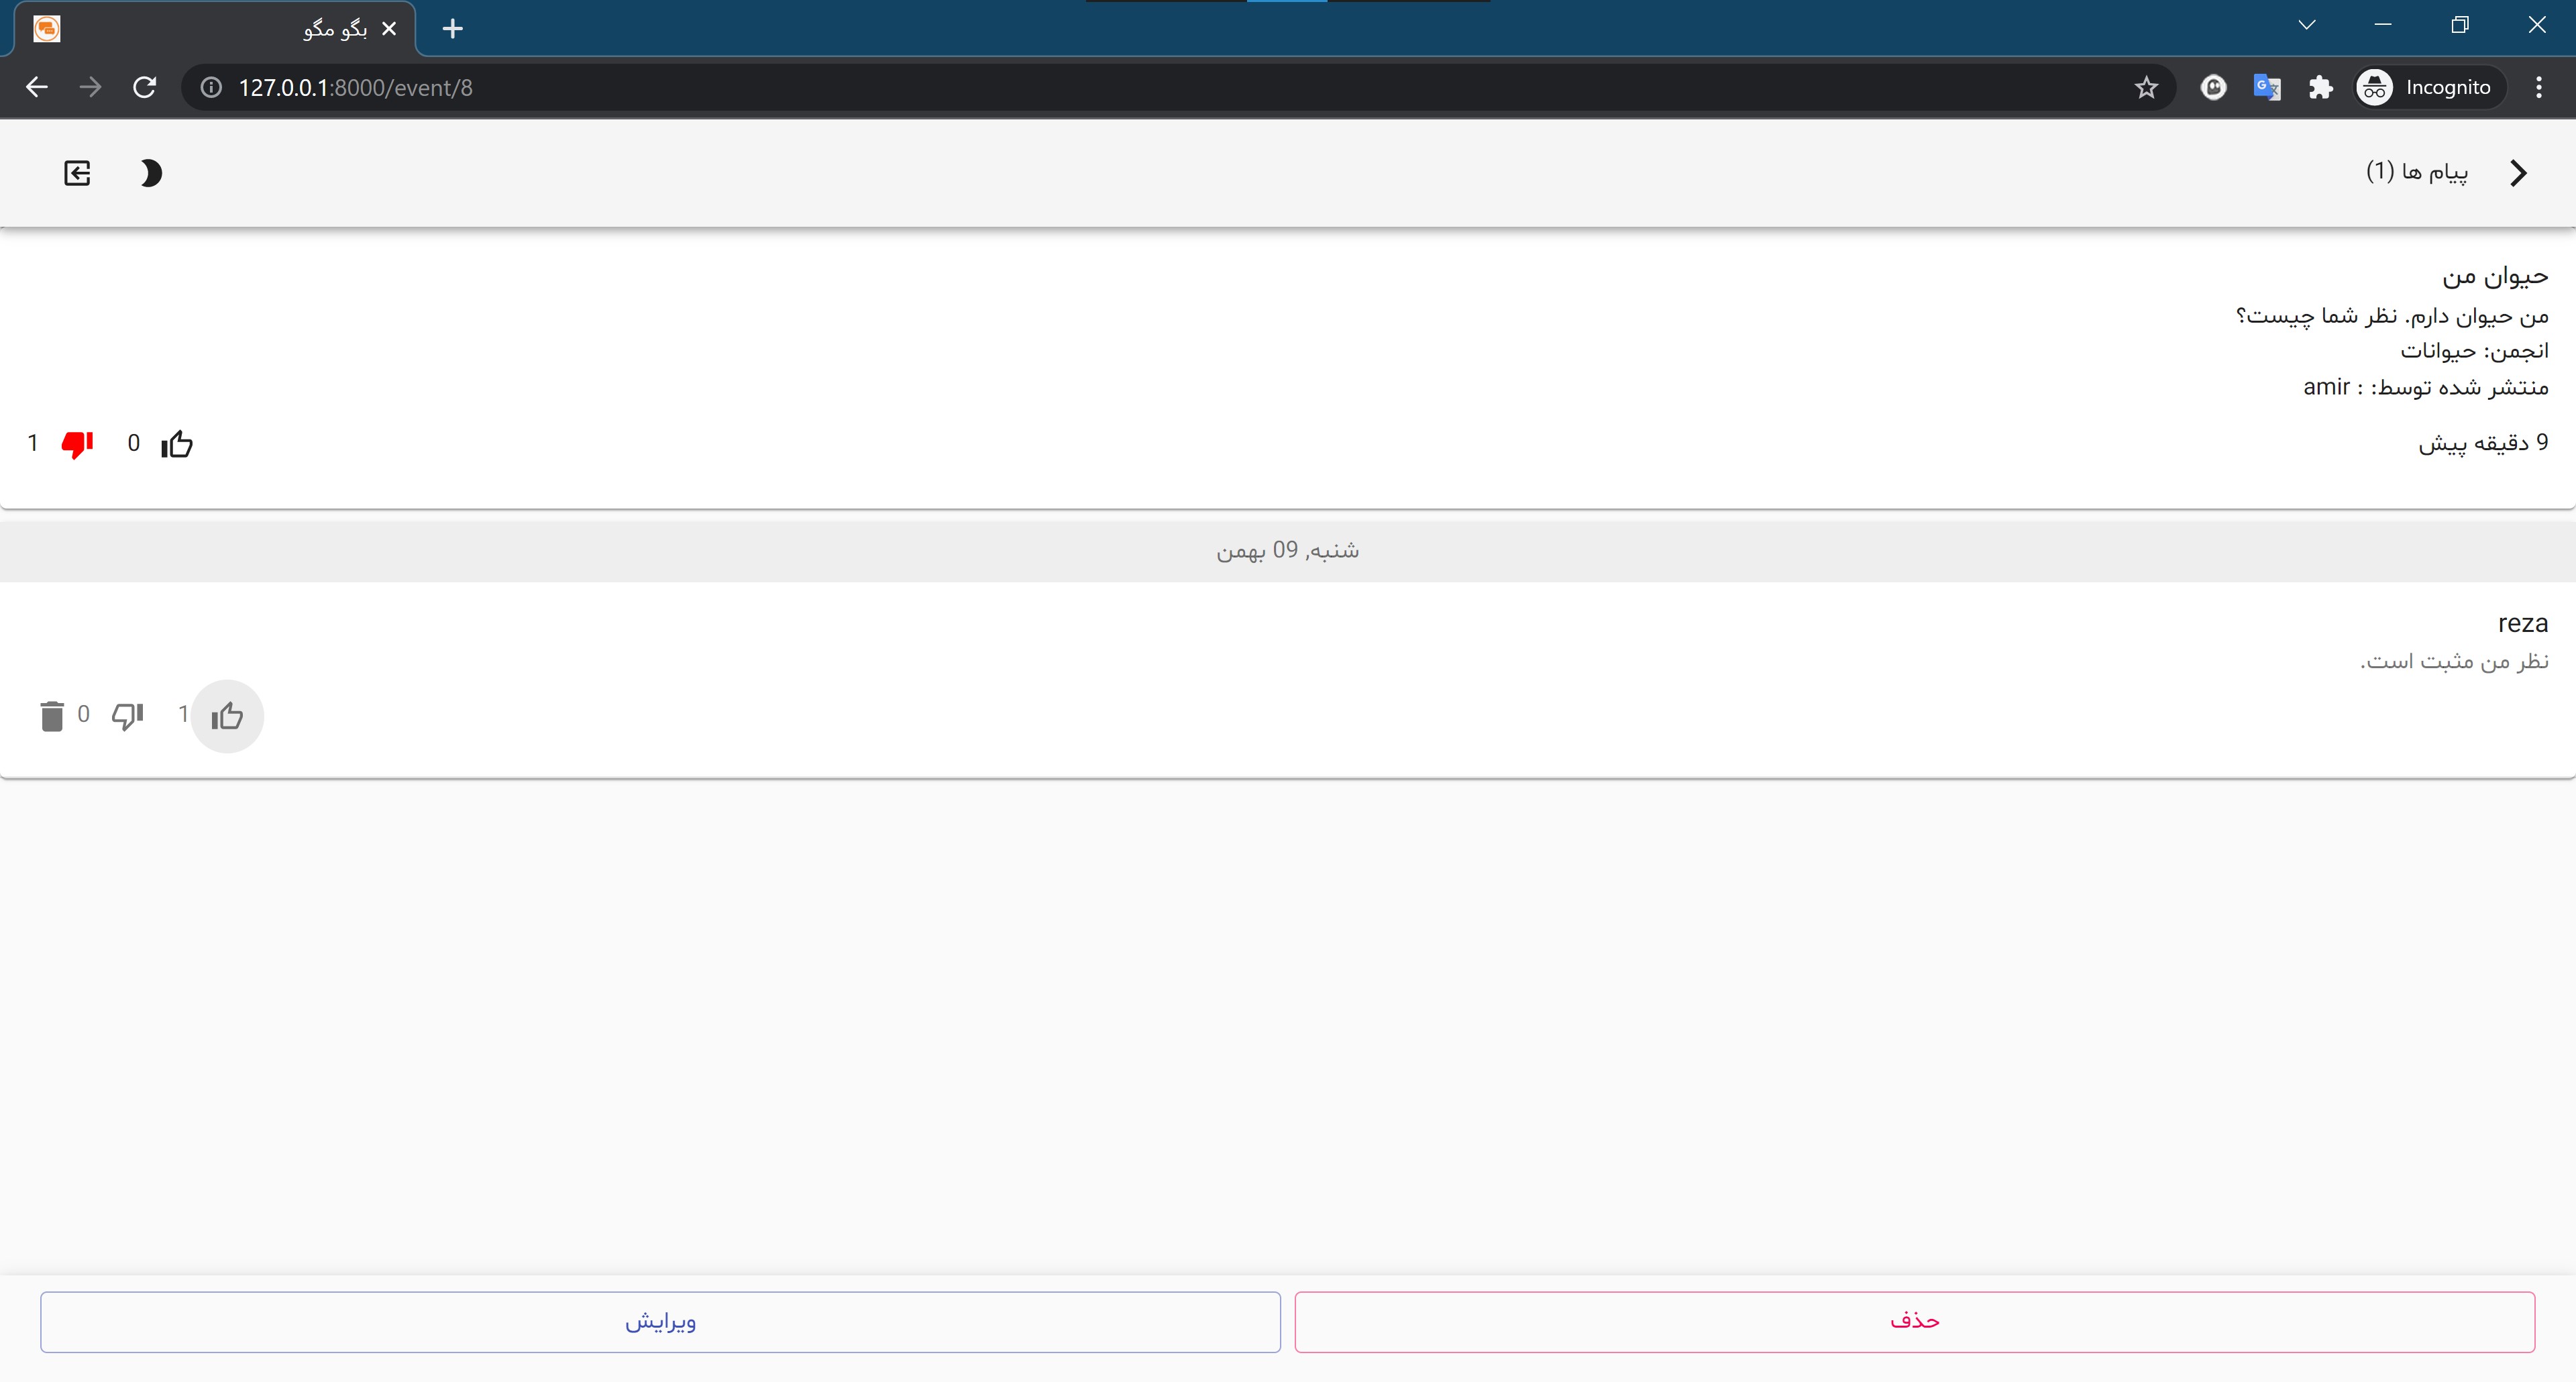 بگو مگو
127.0.0.1:8000/event/8
Incognito
پیام ها (1)
حیوان من
من حیوان دارم. نظر شما چیست؟
انجمن: حیوانات
منتشر شده توسط: : amir
9 دقیقه پیش
0
1
شنبه, 09 بهمن
reza
نظر من مثبت است.
1
0
حذف
ویرایش